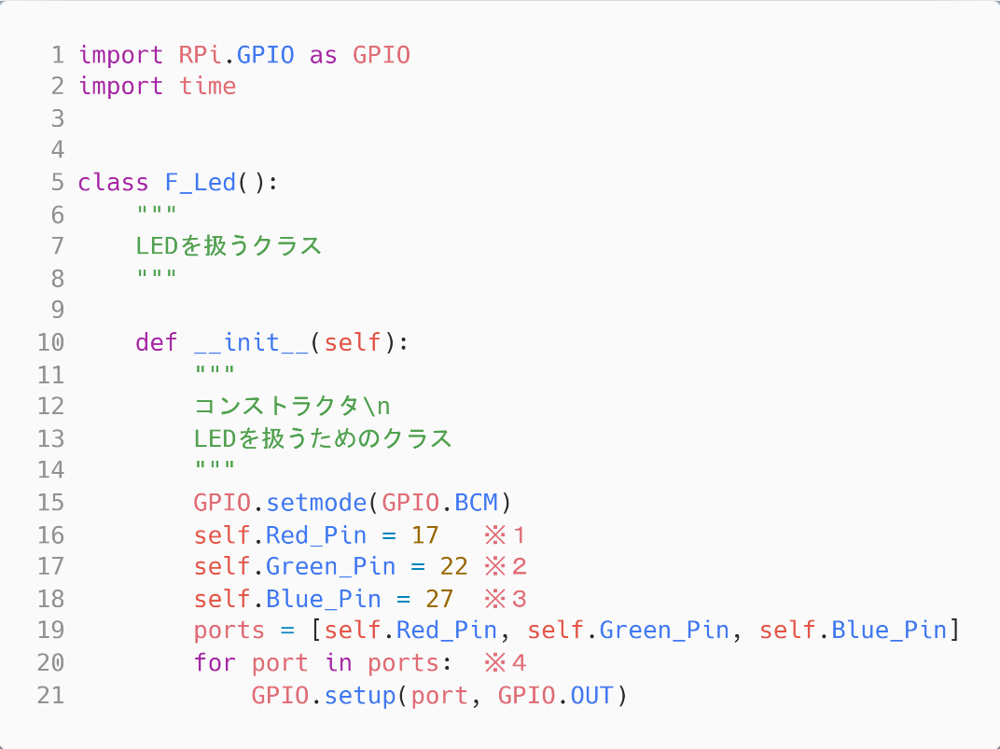 1 import RPi.GPIO as GPIO
2 import time
3
4
5 class F_Led():
6     """
7     LEDを扱うクラス
8     """
9
10     def __init__(self):
11         """
12         コンストラクタ\n
13         LEDを扱うためのクラス
14         """
15         GPIO.setmode(GPIO.BCM)
16         self.Red_Pin = 17   ※１
17         self.Green_Pin = 22 ※２
18         self.Blue_Pin = 27  ※３
19         ports = [self.Red_Pin, self.Green_Pin, self.Blue_Pin]
20         for port in ports:  ※４
21             GPIO.setup(port, GPIO.OUT)